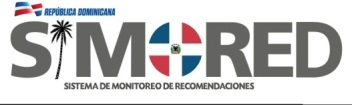 REPÚBLICA DOMINICANA
SIMORED
SISTEMA DE MONITOREO DE RECOMENDACIONES